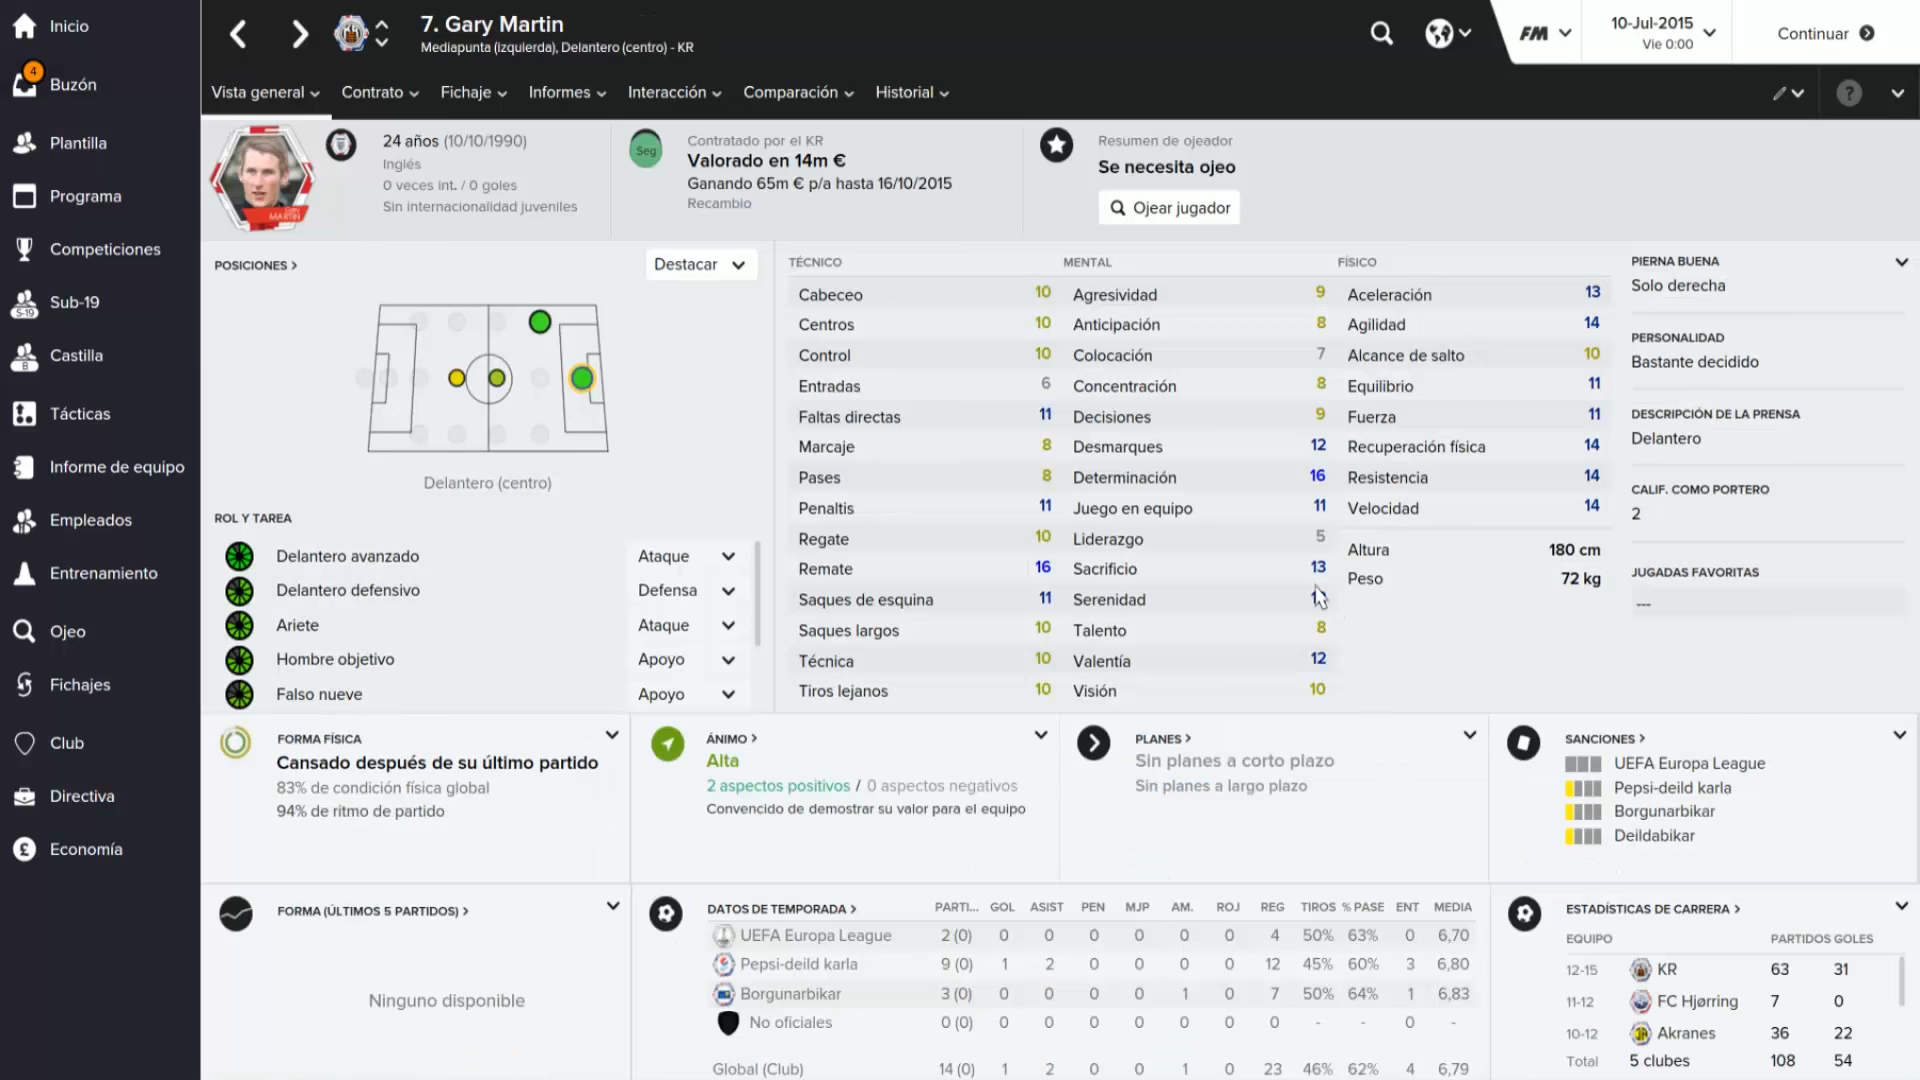 Inicio
4
Buzón
Plantilla
Programa
Competiciones
S-19
Sub-19
B
Castilla
Tácticas
Informe de equipo
Empleados
Entrenamiento
Ojeo
Fichajes
Club
Directiva
Economía
7. Gary Martin
Mediapunta (izquierda), Delantero (centro) - KR
FM
10-Jul-2015
Vie 0:00
Continuar
Vista general
Contrato
Fichaje
Informes
Interacción
Comparación
Historial
?
MARTIN
24 años (10/10/1990)
Inglés
0 veces int. / 0 goles
Sin internacionalidad juveniles
Seg
Contratado por el KR
Valorado en 14m €
Ganando 65m € p/a hasta 16/10/2015
Recambio
Resumen de ojeador
Se necesita ojeo
Ojear jugador
POSICIONES >
Destacar
Delantero (centro)
ROL Y TAREA
Delantero avanzado Ataque
Delantero defensivo Defensa
Ariete Ataque
Hombre objetivo Apoyo
Falso nueve Apoyo
TÉCNICO
Cabeceo 10
Centros 10
Control 10
Entradas 6
Faltas directas 11
Marcaje 8
Pases 8
Penaltis 11
Regate 10
Remate 16
Saques de esquina 11
Saques largos 10
Técnica 10
Tiros lejanos 10
MENTAL
Agresividad 9
Anticipación 8
Colocación 7
Concentración 8
Decisiones 9
Desmarques 12
Determinación 16
Juego en equipo 11
Liderazgo 5
Sacrificio 13
Serenidad
Talento 8
Valentía 12
Visión 10
FÍSICO
Aceleración 13
Agilidad 14
Alcance de salto 10
Equilibrio 11
Fuerza 11
Recuperación física 14
Resistencia 14
Velocidad 14
Altura 180 cm
Peso 72 kg
PIERNA BUENA
Solo derecha
PERSONALIDAD
Bastante decidido
DESCRIPCIÓN DE LA PRENSA
Delantero
CALIF. COMO PORTERO
2
JUGADAS FAVORITAS
---
FORMA FÍSICA
Cansado después de su último partido
83% de condición física global
94% de ritmo de partido
ÁNIMO >
Alta
2 aspectos positivos / 0 aspectos negativos
Convencido de demostrar su valor para el equipo
PLANES >
Sin planes a corto plazo
Sin planes a largo plazo
SANCIONES >
UEFA Europa League
Pepsi-deild karla
Borgunarbikar
Deildabikar
FORMA (ÚLTIMOS 5 PARTIDOS) >
Ninguno disponible
DATOS DE TEMPORADA > PARTI... GOL ASIST PEN MJP AM. ROJ REG TIROS % PASE ENT MEDIA
UEFA Europa League 2 (0) 0 0 0 0 0 0 4 50% 63% 0 6,70
Pepsi-deild karla 9 (0) 1 2 0 0 0 0 12 45% 60% 3 6,80
Borgunarbikar 3 (0) 0 0 0 0 1 0 7 50% 64% 1 6,83
No oficiales 0 (0) 0 0 0 0 0 0 0 - - 0 -
Global (Club) 14 (0) 1 2 0 0 1 0 23 46% 62% 4 6,79
ESTADÍSTICAS DE CARRERA >
EQUIPO PARTIDOS GOLES
12-15 KR 63 31
11-12 FC Hjørring 7 0
10-12 Akranes 36 22
Total 5 clubes 108 54